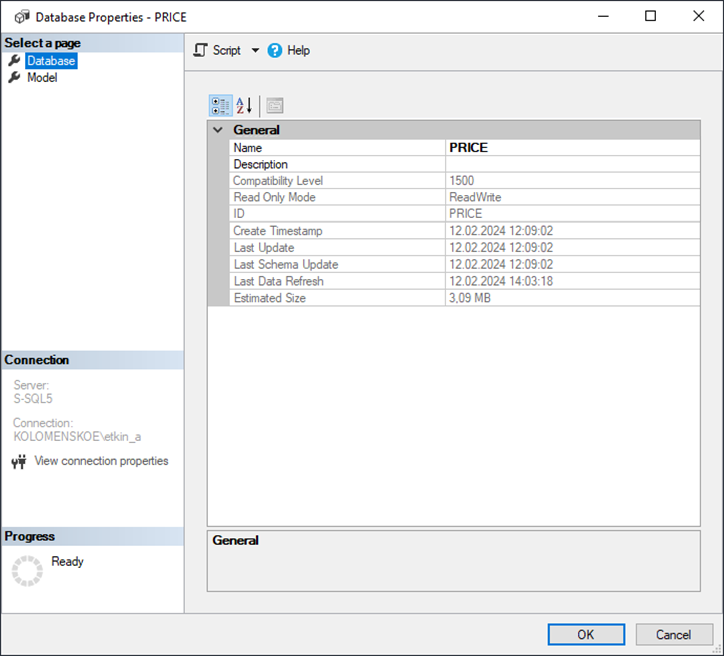 Database Properties - PRICE
Select a page
Database
Model
Script
Help
General
Name PRICE
Description
Compatibility Level 1500
Read Only Mode ReadWrite
ID PRICE
Create Timestamp 12.02.2024 12:09:02
Last Update 12.02.2024 12:09:02
Last Schema Update 12.02.2024 12:09:02
Last Data Refresh 12.02.2024 14:03:18
Estimated Size 3,09 MB
Connection
Server:
S-SQL5
Connection:
KOLOMENSKOE\etkin_a
View connection properties
Progress
Ready
General
OK Cancel